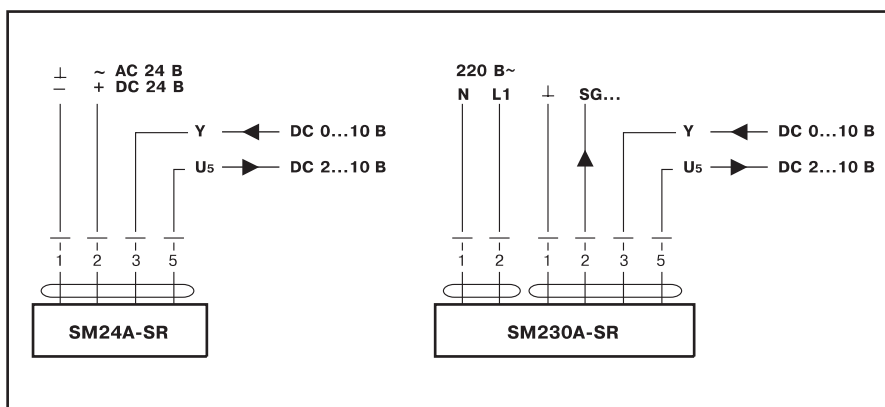 ⊥ ~ AC 24 В
– + DC 24 В
Y DC 0...10 В
U5 DC 2...10 В
1 2 3 5
SM24A-SR
220 В~
N L1 ⊥ SG...
Y DC 0...10 В
U5 DC 2...10 В
1 2 1 2 3 5
SM230A-SR